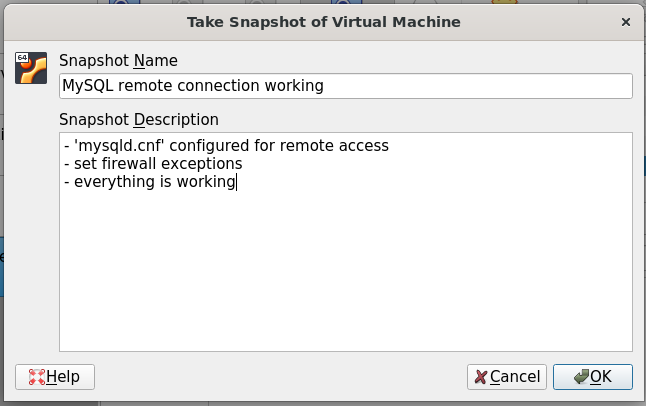 Take Snapshot of Virtual Machine
64
Snapshot Name
MySQL remote connection working
Snapshot Description
- 'mysqld.cnf' configured for remote access
- set firewall exceptions
- everything is working
Help
Cancel
OK